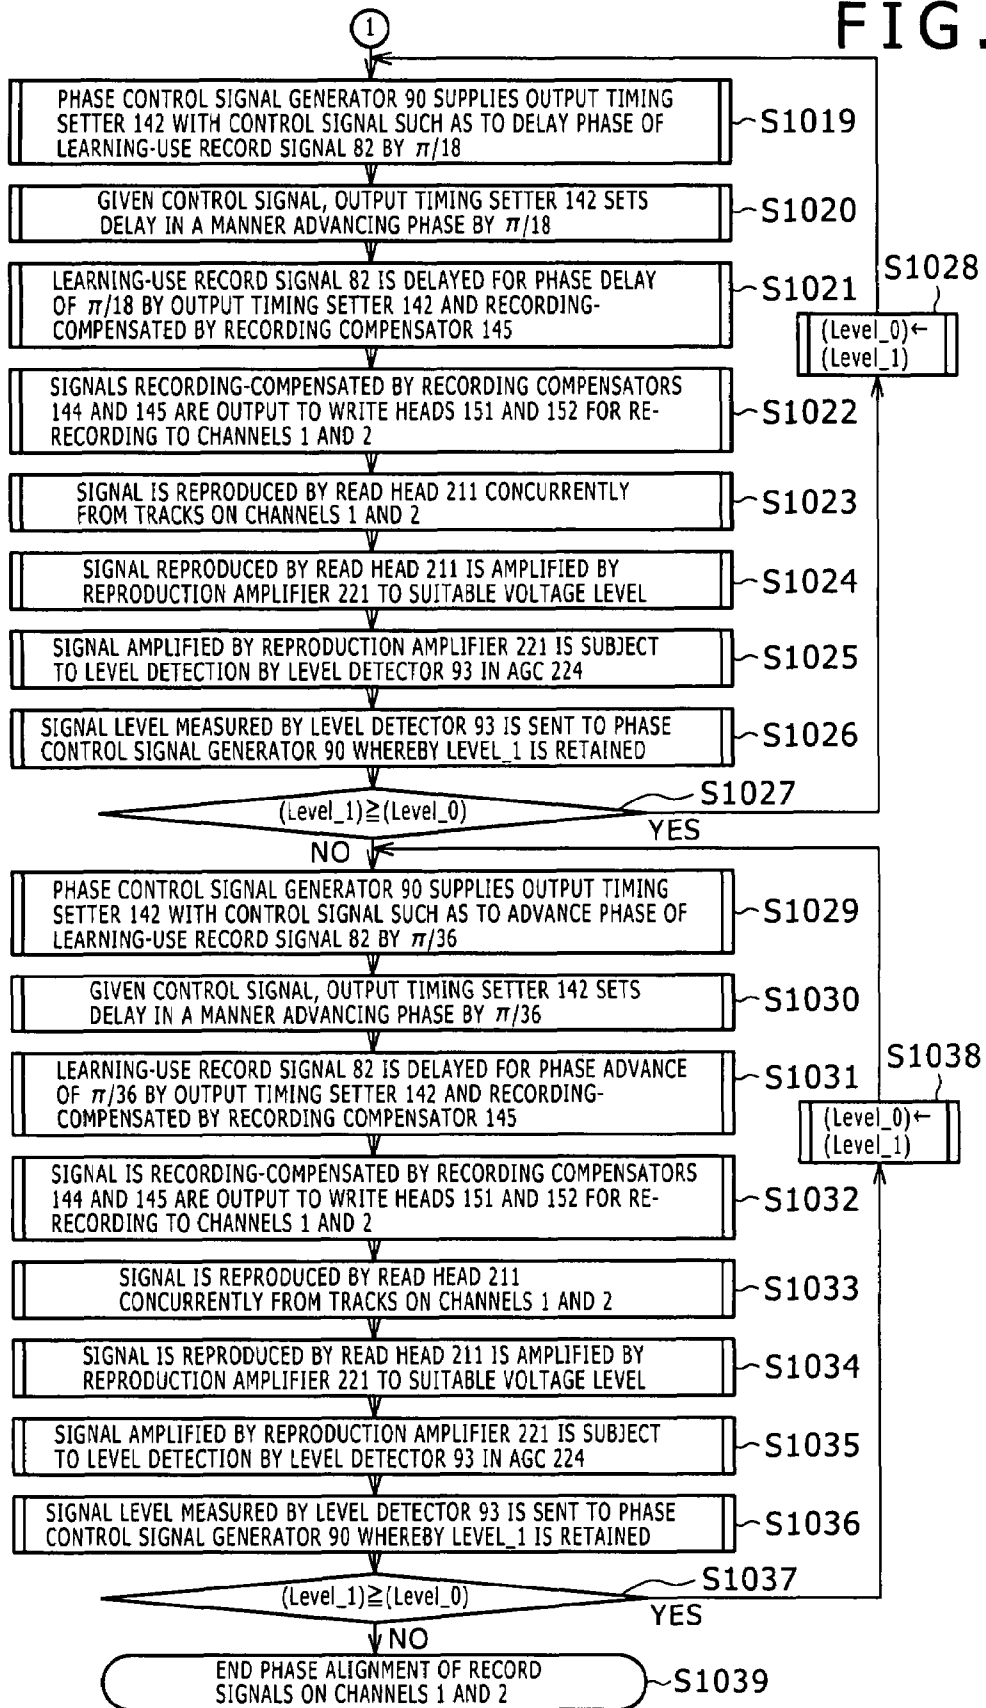 FIG.
1
PHASE CONTROL SIGNAL GENERATOR 90 SUPPLIES OUTPUT TIMING
SETTER 142 WITH CONTROL SIGNAL SUCH AS TO DELAY PHASE OF
LEARNING-USE RECORD SIGNAL 82 BY π/18
S1019
GIVEN CONTROL SIGNAL, OUTPUT TIMING SETTER 142 SETS
DELAY IN A MANNER ADVANCING PHASE BY π/18
S1020
LEARNING-USE RECORD SIGNAL 82 IS DELAYED FOR PHASE DELAY
OF π/18 BY OUTPUT TIMING SETTER 142 AND RECORDING-
COMPENSATED BY RECORDING COMPENSATOR 145
S1021
S1028
(Level_0)←
(Level_1)
SIGNALS RECORDING-COMPENSATED BY RECORDING COMPENSATORS
144 AND 145 ARE OUTPUT TO WRITE HEADS 151 AND 152 FOR RE-
RECORDING TO CHANNELS 1 AND 2
S1022
SIGNAL IS REPRODUCED BY READ HEAD 211 CONCURRENTLY
FROM TRACKS ON CHANNELS 1 AND 2
S1023
SIGNAL REPRODUCED BY READ HEAD 211 IS AMPLIFIED BY
REPRODUCTION AMPLIFIER 221 TO SUITABLE VOLTAGE LEVEL
S1024
SIGNAL AMPLIFIED BY REPRODUCTION AMPLIFIER 221 IS SUBJECT
TO LEVEL DETECTION BY LEVEL DETECTOR 93 IN AGC 224
S1025
SIGNAL LEVEL MEASURED BY LEVEL DETECTOR 93 IS SENT TO PHASE
CONTROL SIGNAL GENERATOR 90 WHEREBY LEVEL_1 IS RETAINED
S1026
(Level_1)≧(Level_0)
S1027
YES
NO
PHASE CONTROL SIGNAL GENERATOR 90 SUPPLIES OUTPUT TIMING
SETTER 142 WITH CONTROL SIGNAL SUCH AS TO ADVANCE PHASE OF
LEARNING-USE RECORD SIGNAL 82 BY π/36
S1029
GIVEN CONTROL SIGNAL, OUTPUT TIMING SETTER 142 SETS
DELAY IN A MANNER ADVANCING PHASE BY π/36
S1030
LEARNING-USE RECORD SIGNAL 82 IS DELAYED FOR PHASE ADVANCE
OF π/36 BY OUTPUT TIMING SETTER 142 AND RECORDING-
COMPENSATED BY RECORDING COMPENSATOR 145
S1031
S1038
(Level_0)←
(Level_1)
SIGNAL IS RECORDING-COMPENSATED BY RECORDING COMPENSATORS
144 AND 145 ARE OUTPUT TO WRITE HEADS 151 AND 152 FOR RE-
RECORDING TO CHANNELS 1 AND 2
S1032
SIGNAL IS REPRODUCED BY READ HEAD 211
CONCURRENTLY FROM TRACKS ON CHANNELS 1 AND 2
S1033
SIGNAL IS REPRODUCED BY READ HEAD 211 IS AMPLIFIED BY
REPRODUCTION AMPLIFIER 221 TO SUITABLE VOLTAGE LEVEL
S1034
SIGNAL AMPLIFIED BY REPRODUCTION AMPLIFIER 221 IS SUBJECT
TO LEVEL DETECTION BY LEVEL DETECTOR 93 IN AGC 224
S1035
SIGNAL LEVEL MEASURED BY LEVEL DETECTOR 93 IS SENT TO PHASE
CONTROL SIGNAL GENERATOR 90 WHEREBY LEVEL_1 IS RETAINED
S1036
(Level_1)≧(Level_0)
S1037
YES
NO
END PHASE ALIGNMENT OF RECORD
SIGNALS ON CHANNELS 1 AND 2
S1039